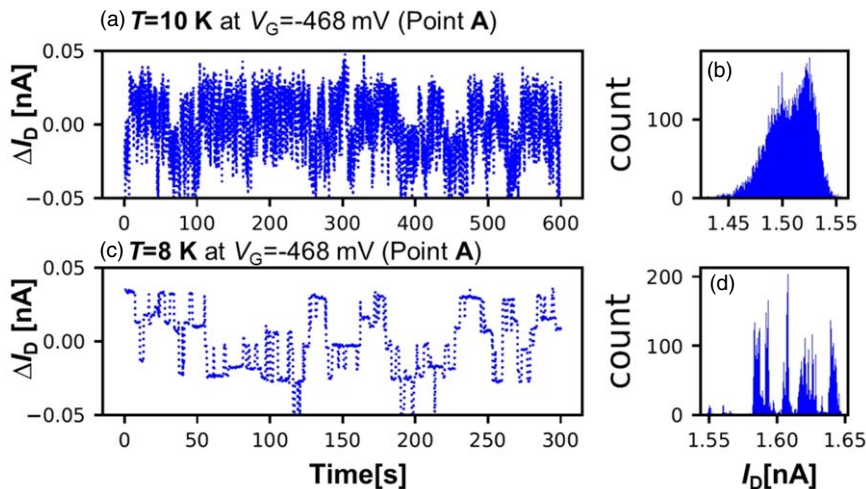 (a) T=10 K at VG=-468 mV (Point A)
0.05
0.00
−0.05
ΔID [nA]
0 100 200 300 400 500 600
(b)
count
100
0
1.45 1.50 1.55
(c) T=8 K at VG=-468 mV (Point A)
0.05
0.00
−0.05
ΔID [nA]
0 50 100 150 200 250 300
Time[s]
(d)
count
200
100
0
1.55 1.60 1.65
ID[nA]